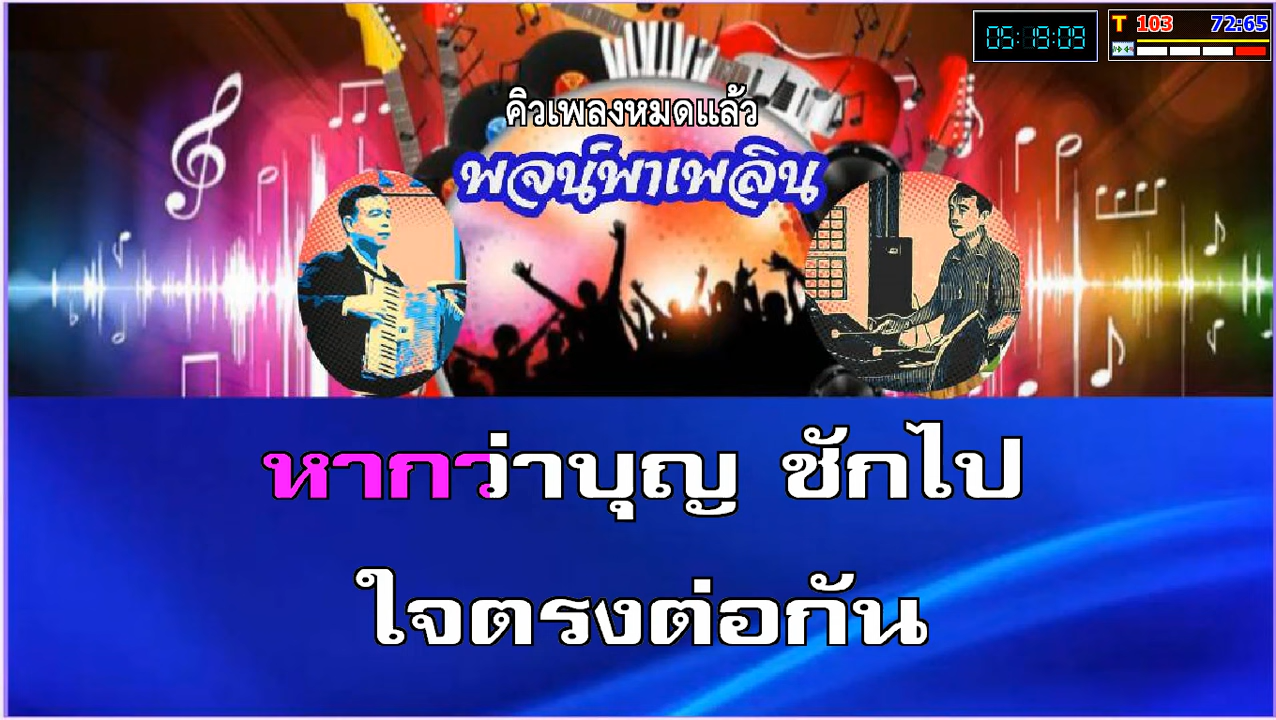 05:19:09
T 103 72:65
คิวเพลงหมดแล้ว
พจน์พาเพลิน
หากว่าบุญ ชักไป
ใจตรงต่อกัน